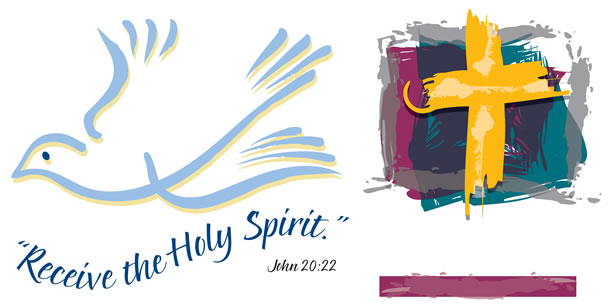 “Receive the Holy Spirit.”
John 20:22